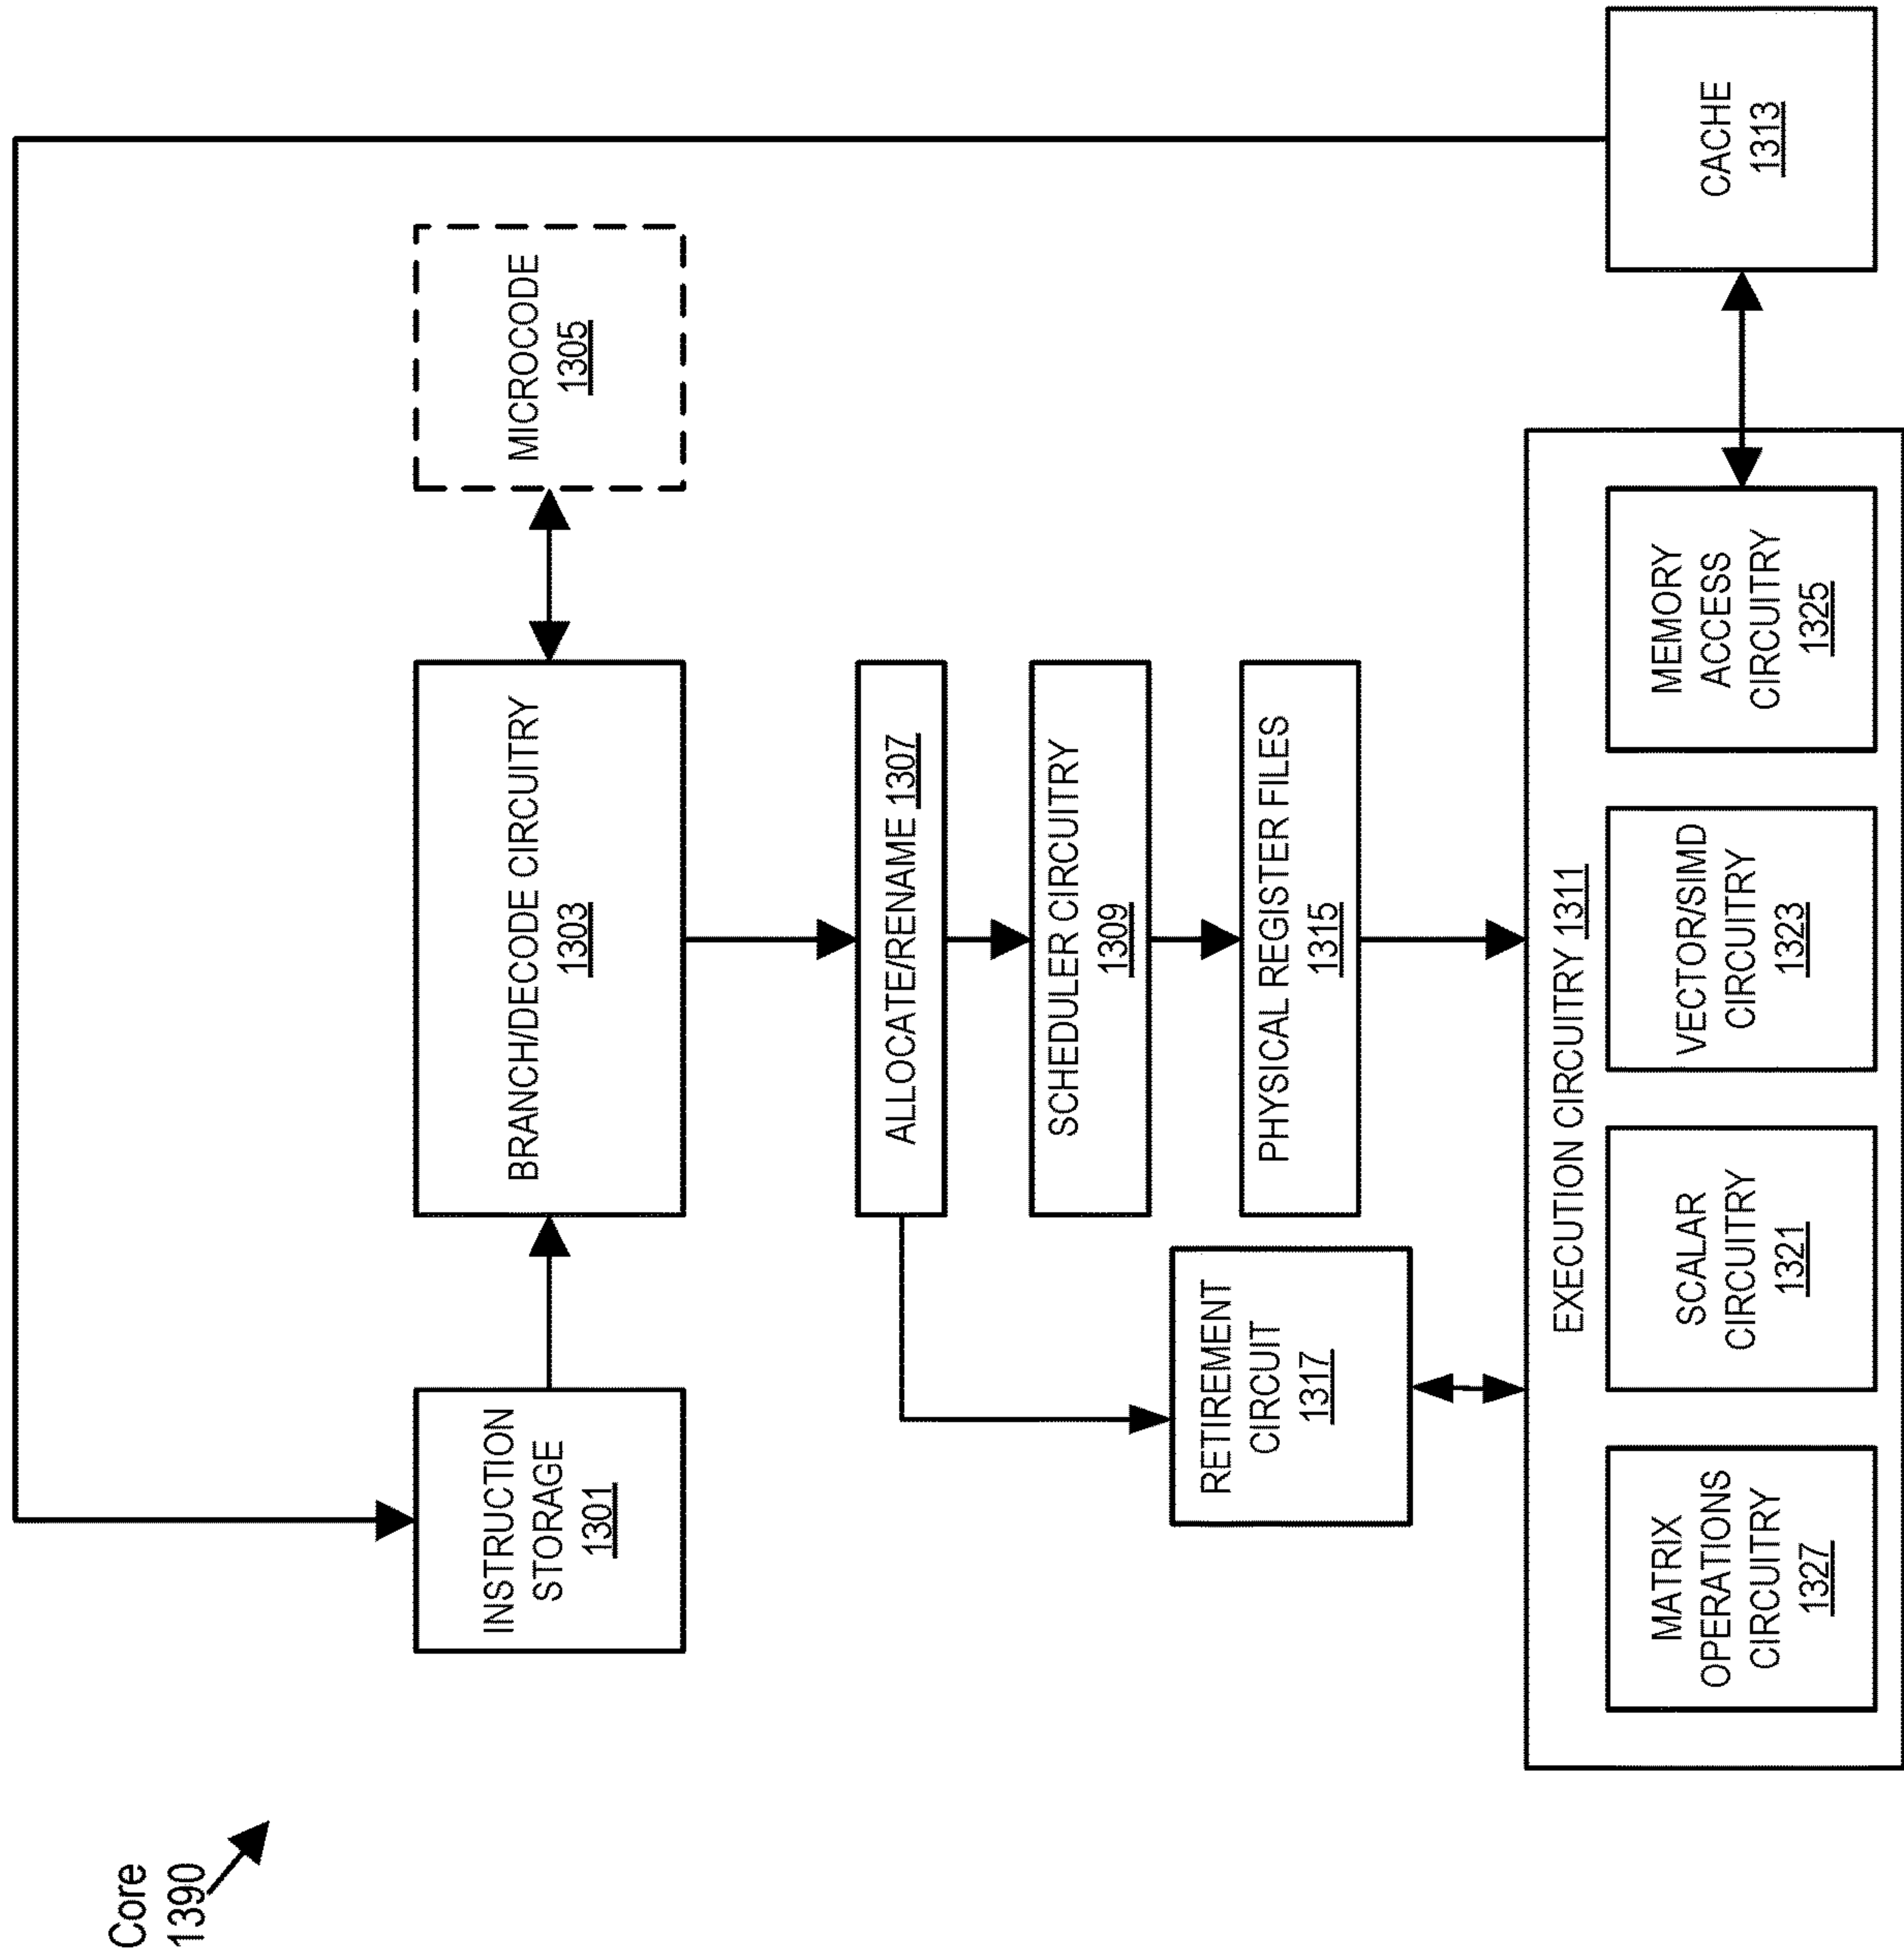 Core
1390
INSTRUCTION
STORAGE
1301
BRANCH/DECODE CIRCUITRY
1303
MICROCODE
1305
ALLOCATE/RENAME 1307
SCHEDULER CIRCUITRY
1309
PHYSICAL REGISTER FILES
1315
RETIREMENT
CIRCUIT
1317
EXECUTION CIRCUITRY 1311
MATRIX
OPERATIONS
CIRCUITRY
1327
SCALAR
CIRCUITRY
1321
VECTOR/SIMD
CIRCUITRY
1323
MEMORY
ACCESS
CIRCUITRY
1325
CACHE
1313